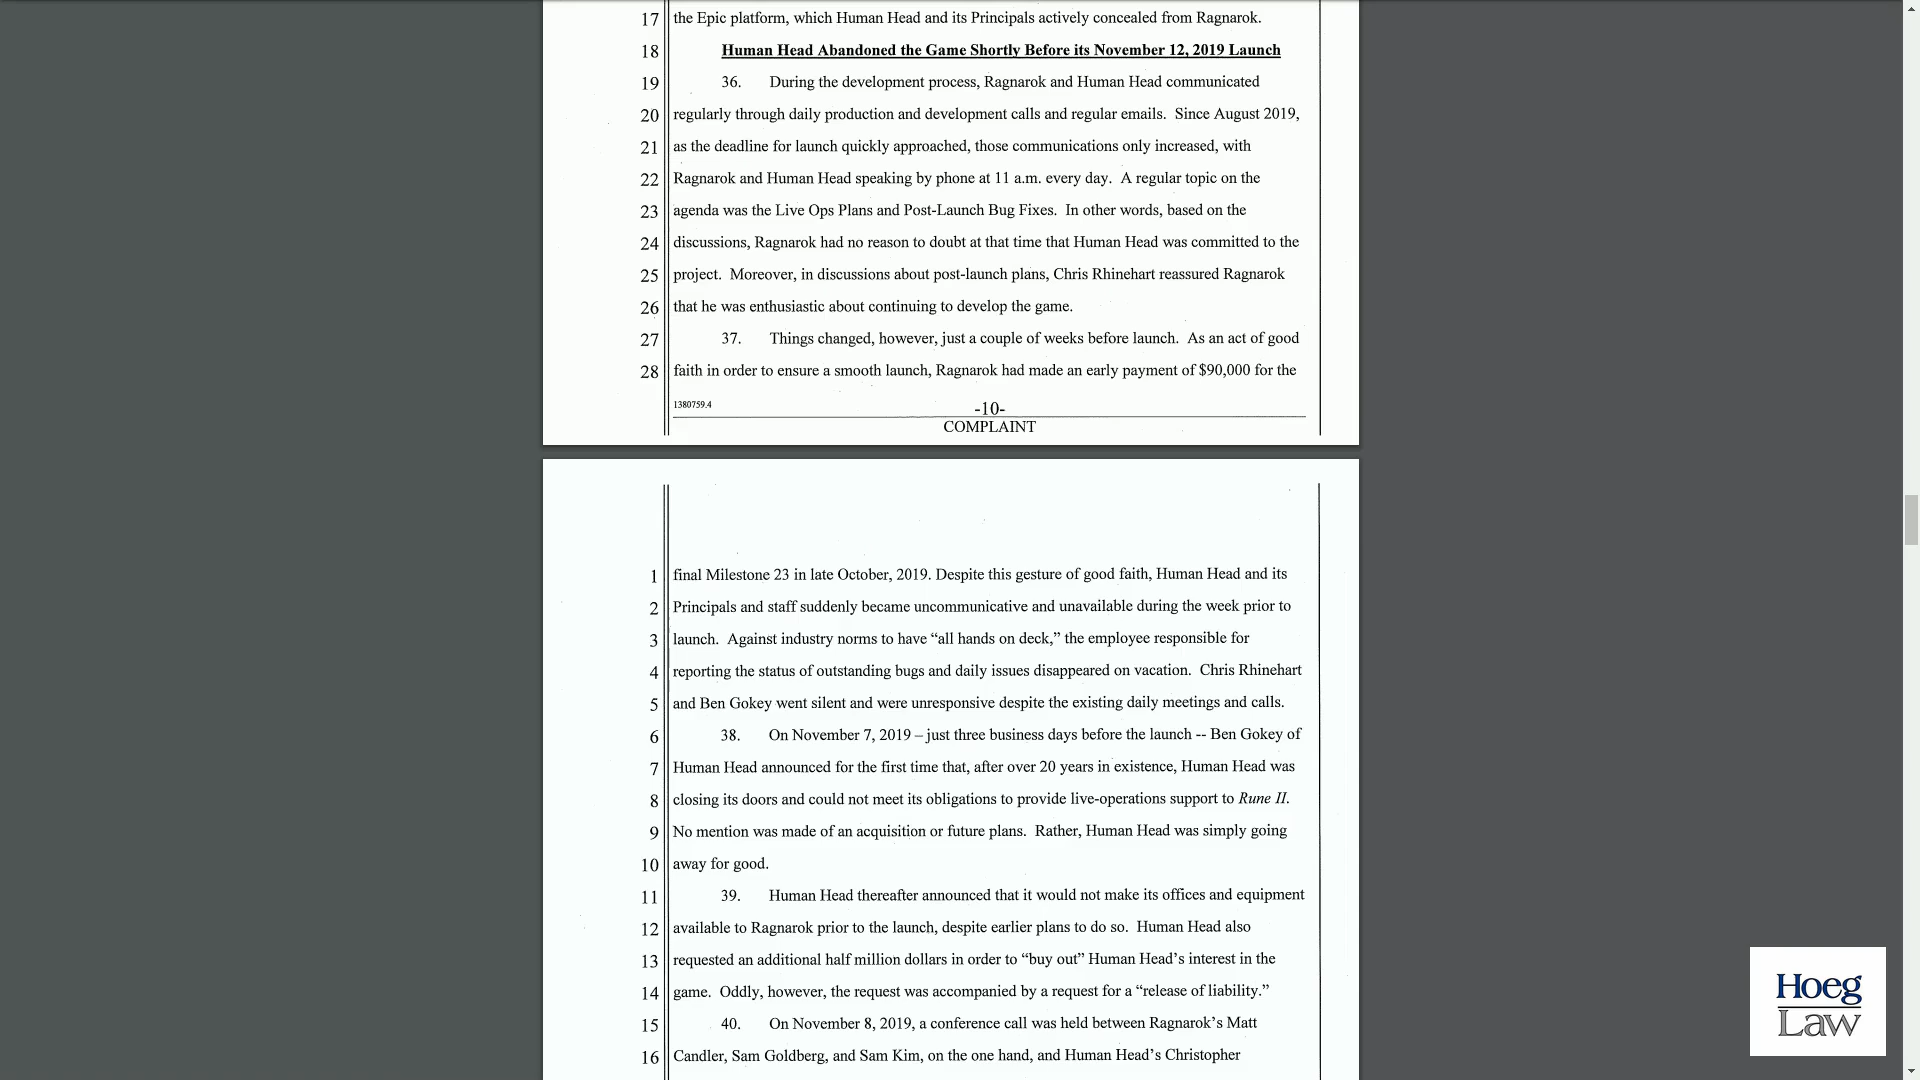 17 the Epic platform, which Human Head and its Principals actively concealed from Ragnarok.
18 Human Head Abandoned the Game Shortly Before its November 12, 2019 Launch
19 36. During the development process, Ragnarok and Human Head communicated
20 regularly through daily production and development calls and regular emails. Since August 2019,
21 as the deadline for launch quickly approached, those communications only increased, with
22 Ragnarok and Human Head speaking by phone at 11 a.m. every day. A regular topic on the
23 agenda was the Live Ops Plans and Post-Launch Bug Fixes. In other words, based on the
24 discussions, Ragnarok had no reason to doubt at that time that Human Head was committed to the
25 project. Moreover, in discussions about post-launch plans, Chris Rhinehart reassured Ragnarok
26 that he was enthusiastic about continuing to develop the game.
27 37. Things changed, however, just a couple of weeks before launch. As an act of good
28 faith in order to ensure a smooth launch, Ragnarok had made an early payment of $90,000 for the
1380759.4
-10-
COMPLAINT
1 final Milestone 23 in late October, 2019. Despite this gesture of good faith, Human Head and its
2 Principals and staff suddenly became uncommunicative and unavailable during the week prior to
3 launch. Against industry norms to have “all hands on deck,” the employee responsible for
4 reporting the status of outstanding bugs and daily issues disappeared on vacation. Chris Rhinehart
5 and Ben Gokey went silent and were unresponsive despite the existing daily meetings and calls.
6 38. On November 7, 2019 – just three business days before the launch -- Ben Gokey of
7 Human Head announced for the first time that, after over 20 years in existence, Human Head was
8 closing its doors and could not meet its obligations to provide live-operations support to Rune II.
9 No mention was made of an acquisition or future plans. Rather, Human Head was simply going
10 away for good.
11 39. Human Head thereafter announced that it would not make its offices and equipment
12 available to Ragnarok prior to the launch, despite earlier plans to do so. Human Head also
13 requested an additional half million dollars in order to “buy out” Human Head’s interest in the
14 game. Oddly, however, the request was accompanied by a request for a “release of liability.”
15 40. On November 8, 2019, a conference call was held between Ragnarok’s Matt
16 Candler, Sam Goldberg, and Sam Kim, on the one hand, and Human Head’s Christopher
Hoeg
Law